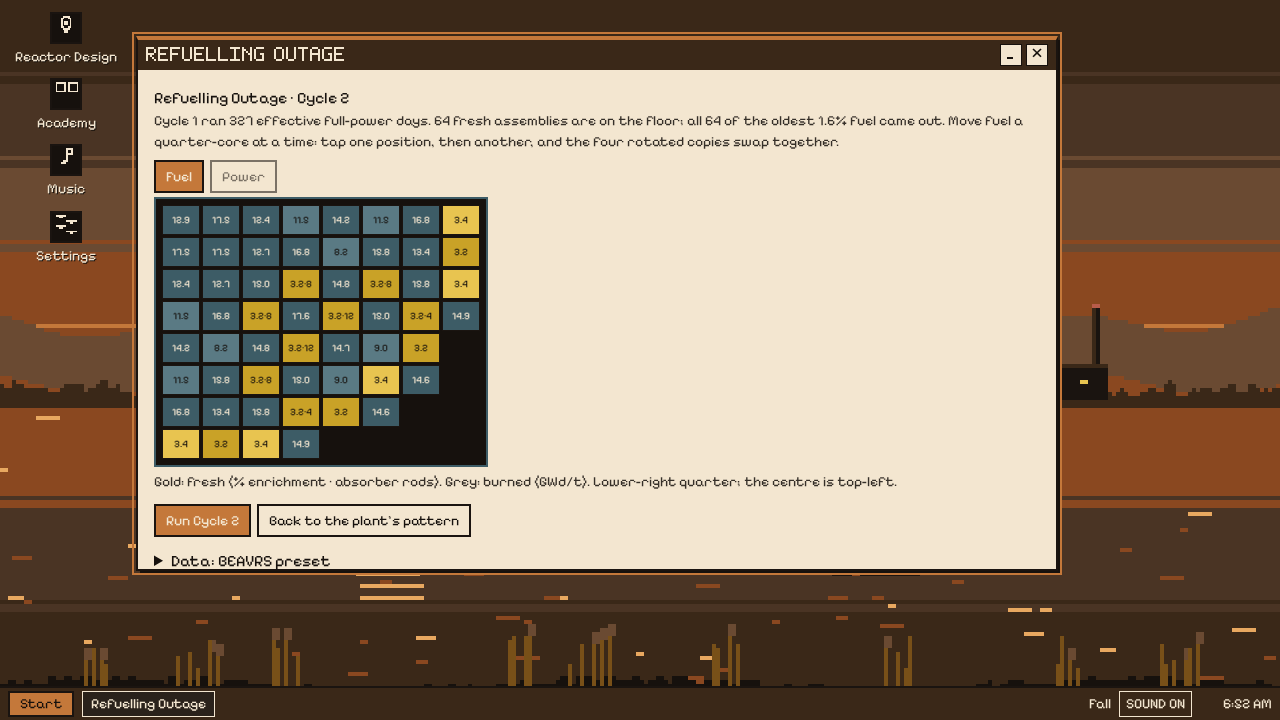 Reactor Design
Academy
Music
Settings
REFUELLING OUTAGE
Refuelling Outage · Cycle 2
Cycle 1 ran 327 effective full-power days. 64 fresh assemblies are on the floor; all 64 of the oldest 1.6% fuel came out. Move fuel a
quarter-core at a time: tap one position, then another, and the four rotated copies swap together.
Fuel
Power
12.9 17.5 12.4 11.5 14.2 11.5 16.8 3.4
17.5 17.5 12.7 16.8 8.2 18.8 13.4 3.2
12.4 12.7 18.0 3.2·8 14.8 3.2·8 18.8 3.4
11.5 16.8 3.2·8 17.6 3.2·12 18.0 3.2·4 14.9
14.2 8.2 14.8 3.2·12 14.7 9.0 3.2
11.5 18.8 3.2·8 18.0 9.0 3.4 14.6
16.8 13.4 18.8 3.2·4 3.2 14.6
3.4 3.2 3.4 14.9
Gold: fresh (% enrichment · absorber rods). Grey: burned (GWd/t). Lower-right quarter; the centre is top-left.
Run Cycle 2
Back to the plant's pattern
Data: BEAVRS preset
Start
Refuelling Outage
Fall
SOUND ON
6:52 AM